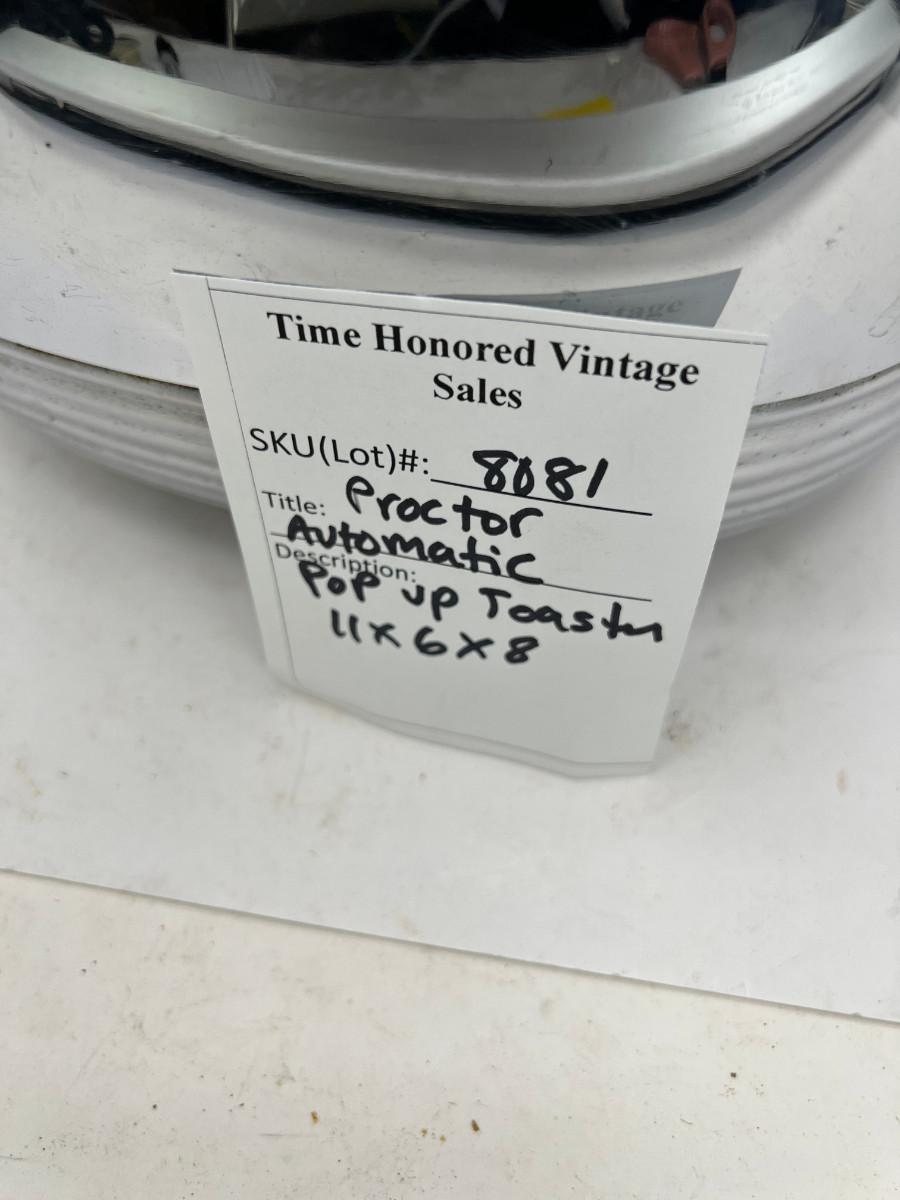 Time Honored Vintage
Sales
SKU(Lot)#: 8081
Title: Proctor
Automatic
Description:
Pop up Toaster
11x6x8